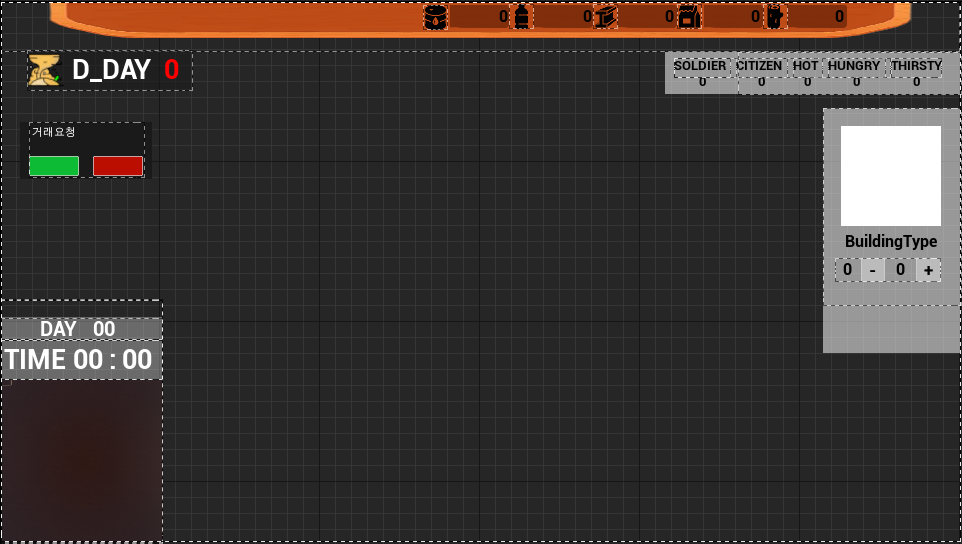 0 0 0 0 0
D_DAY 0
SOLDIER CITIZEN HOT HUNGRY THIRSTY
0 0 0 0 0
거래요청
BuildingType
0 - 0 +
DAY 00
TIME 00 : 00